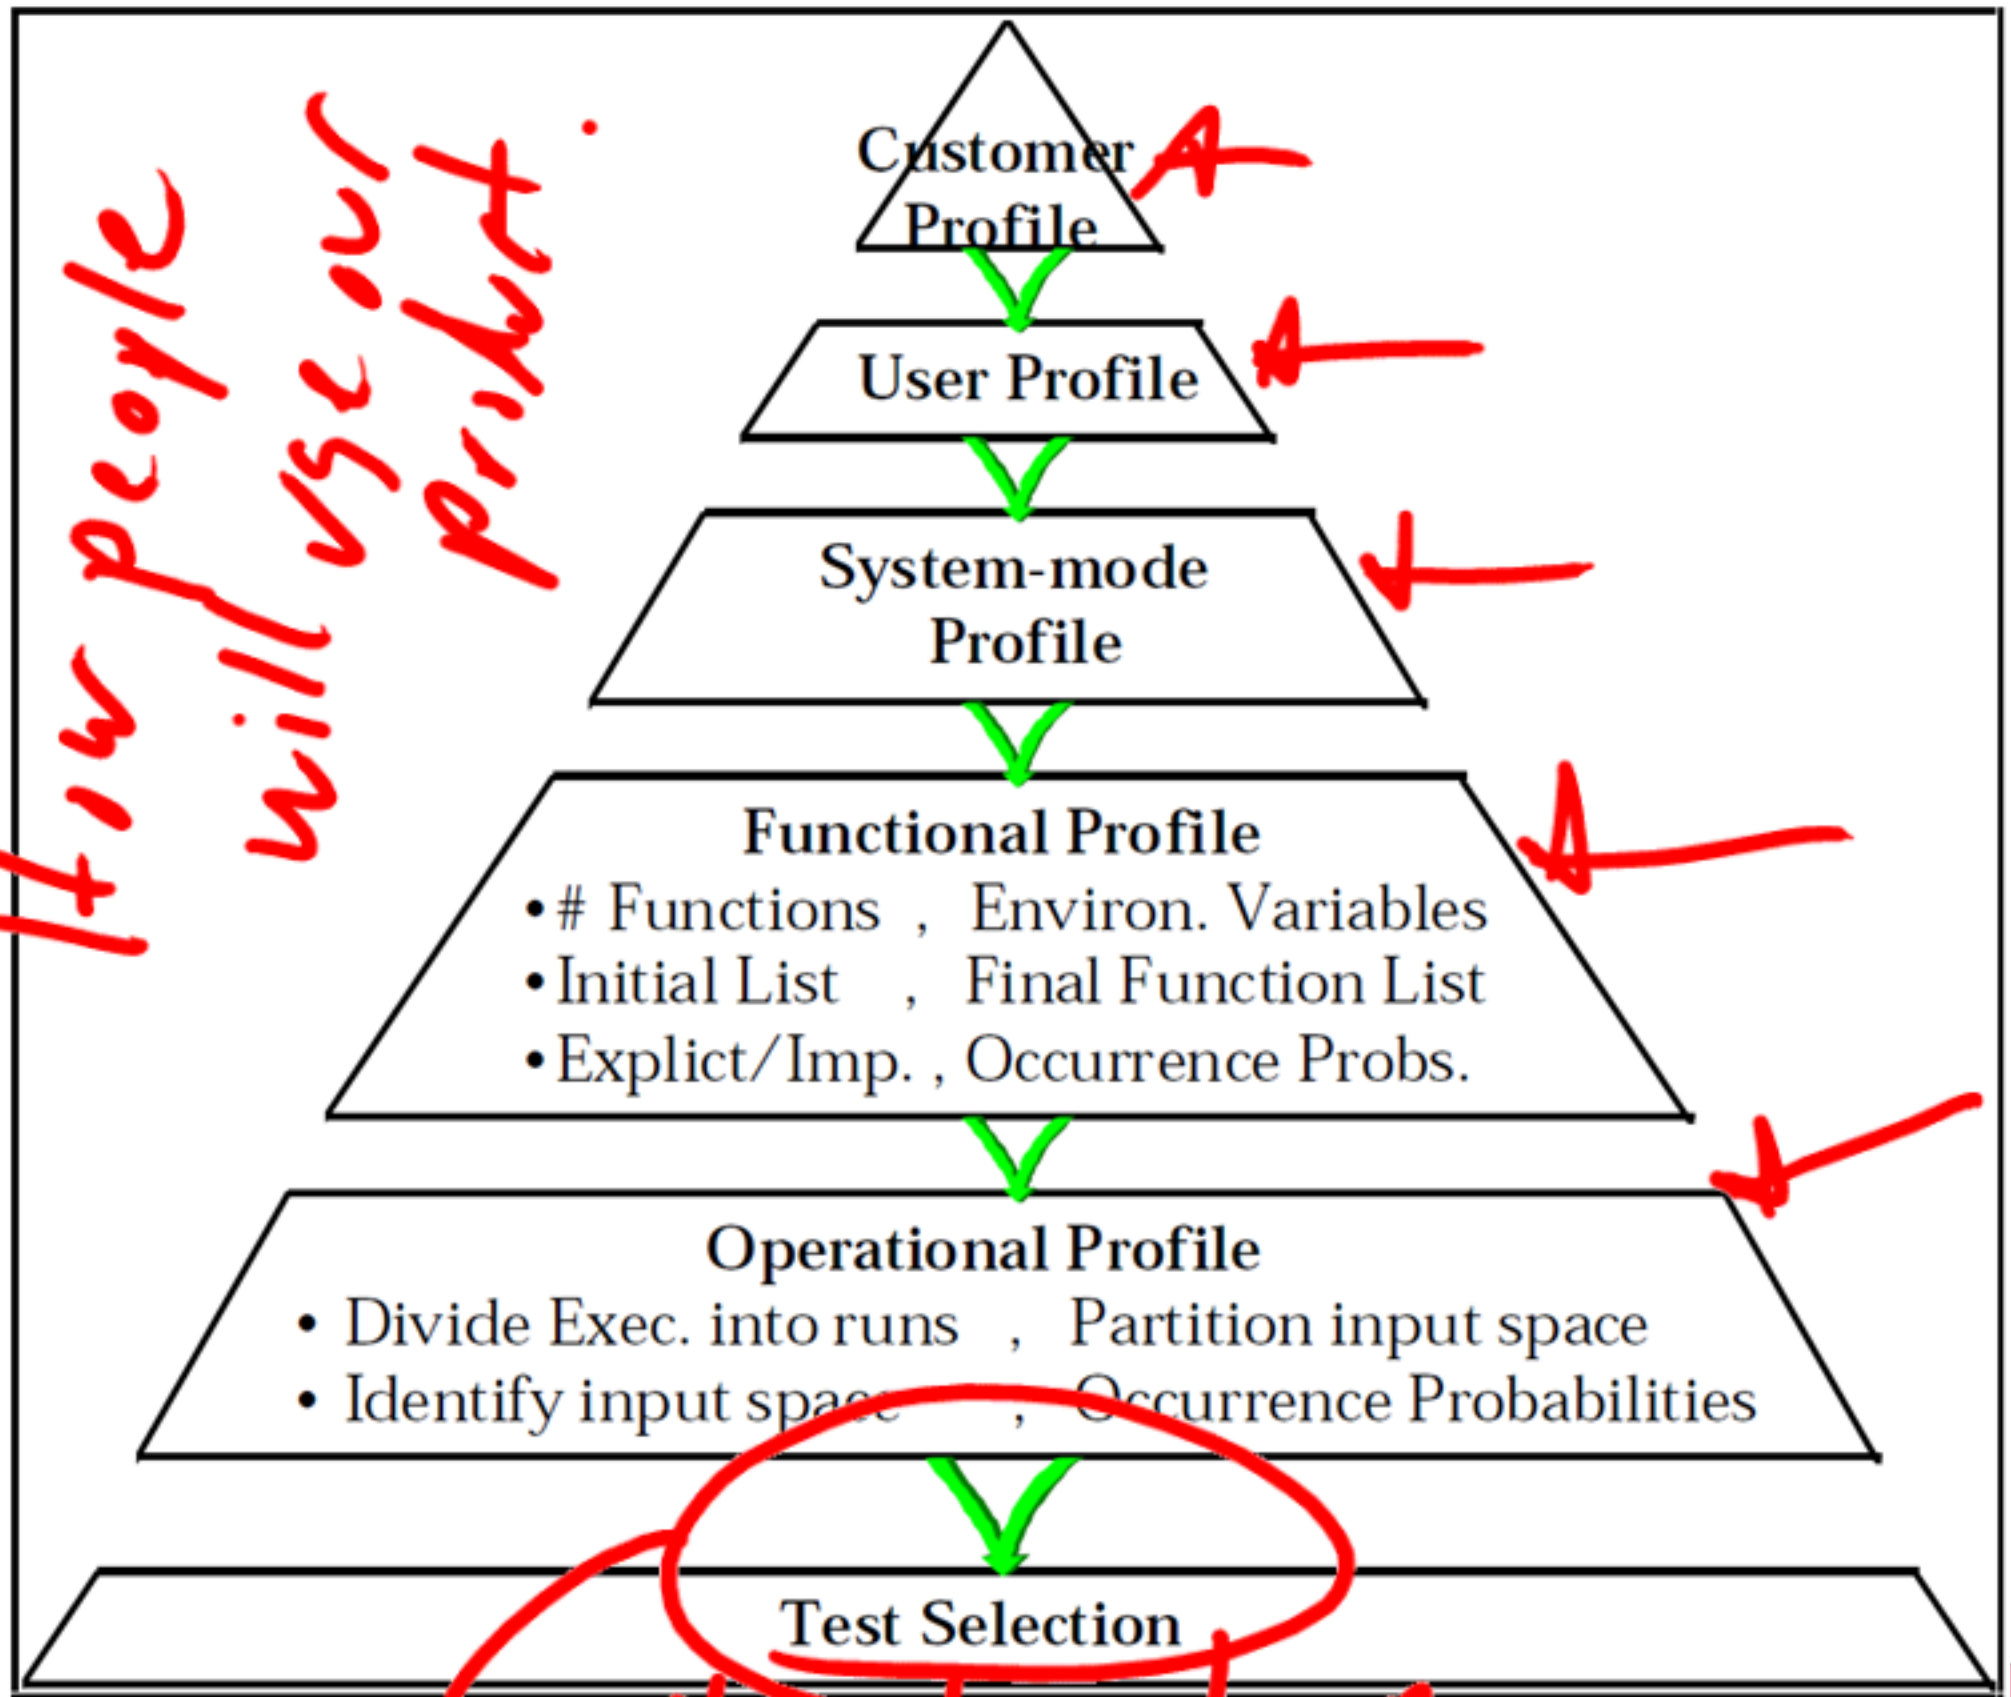 Customer
Profile
User Profile
System-mode
Profile
Functional Profile
•# Functions , Environ. Variables
•Initial List , Final Function List
•Explict/Imp. , Occurrence Probs.
Operational Profile
• Divide Exec. into runs , Partition input space
• Identify input space , Occurrence Probabilities
Test Selection
How people
will use our
product.